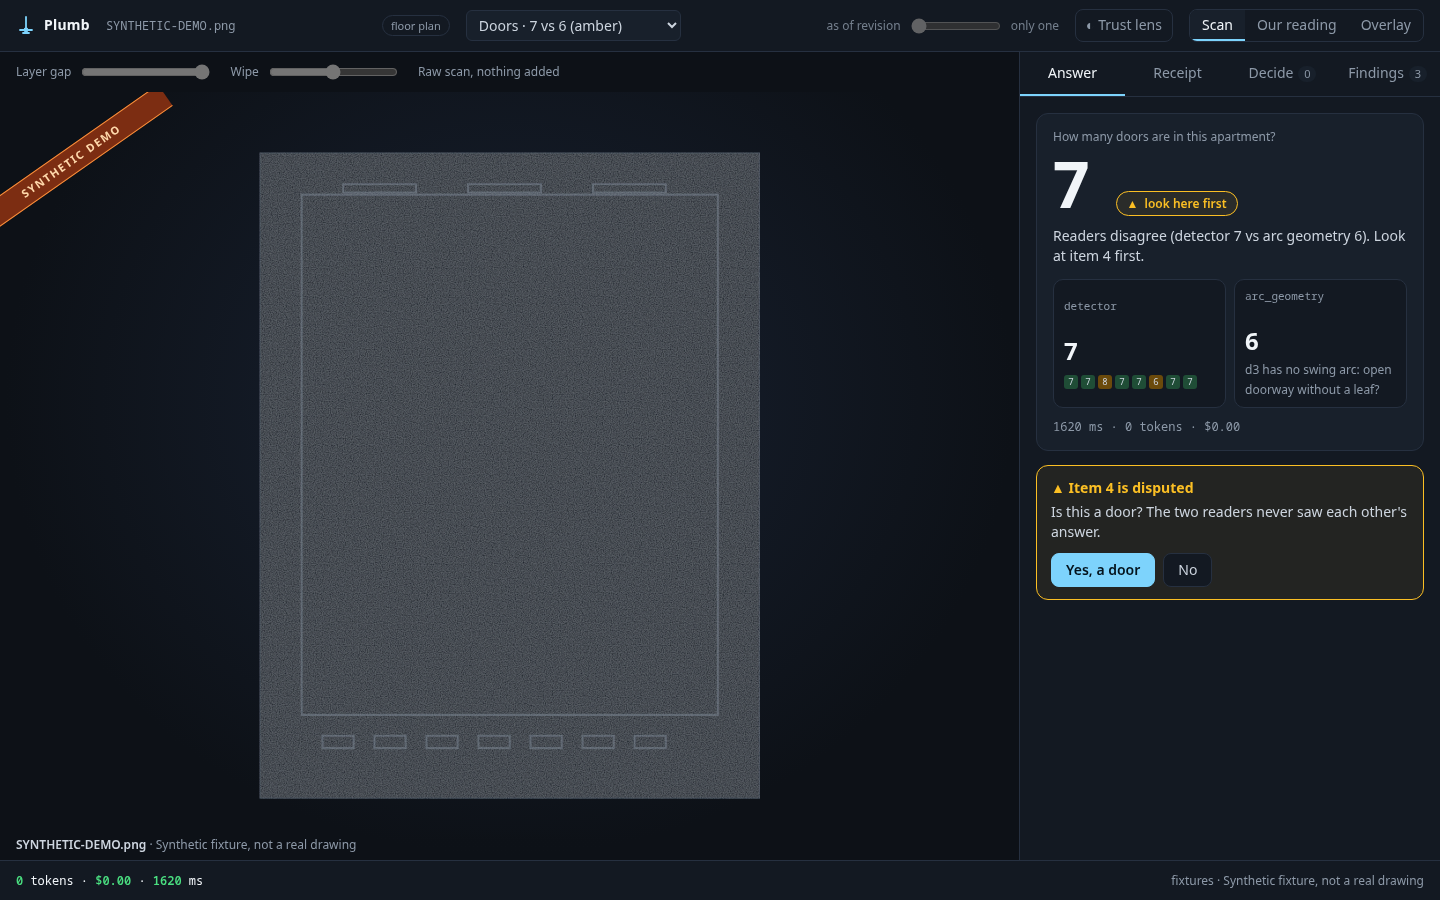 Plumb SYNTHETIC-DEMO.png floor plan Doors · 7 vs 6 (amber) as of revision only one Trust lens Scan Our reading Overlay
Layer gap Wipe Raw scan, nothing added
Answer Receipt Decide 0 Findings 3
SYNTHETIC DEMO
How many doors are in this apartment?
7 ▲ look here first
Readers disagree (detector 7 vs arc geometry 6). Look
at item 4 first.
detector
7
7 7 8 7 7 6 7 7
arc_geometry
6
d3 has no swing arc: open
doorway without a leaf?
1620 ms · 0 tokens · $0.00
▲ Item 4 is disputed
Is this a door? The two readers never saw each other's
answer.
Yes, a door No
SYNTHETIC-DEMO.png · Synthetic fixture, not a real drawing
0 tokens · $0.00 · 1620 ms fixtures · Synthetic fixture, not a real drawing